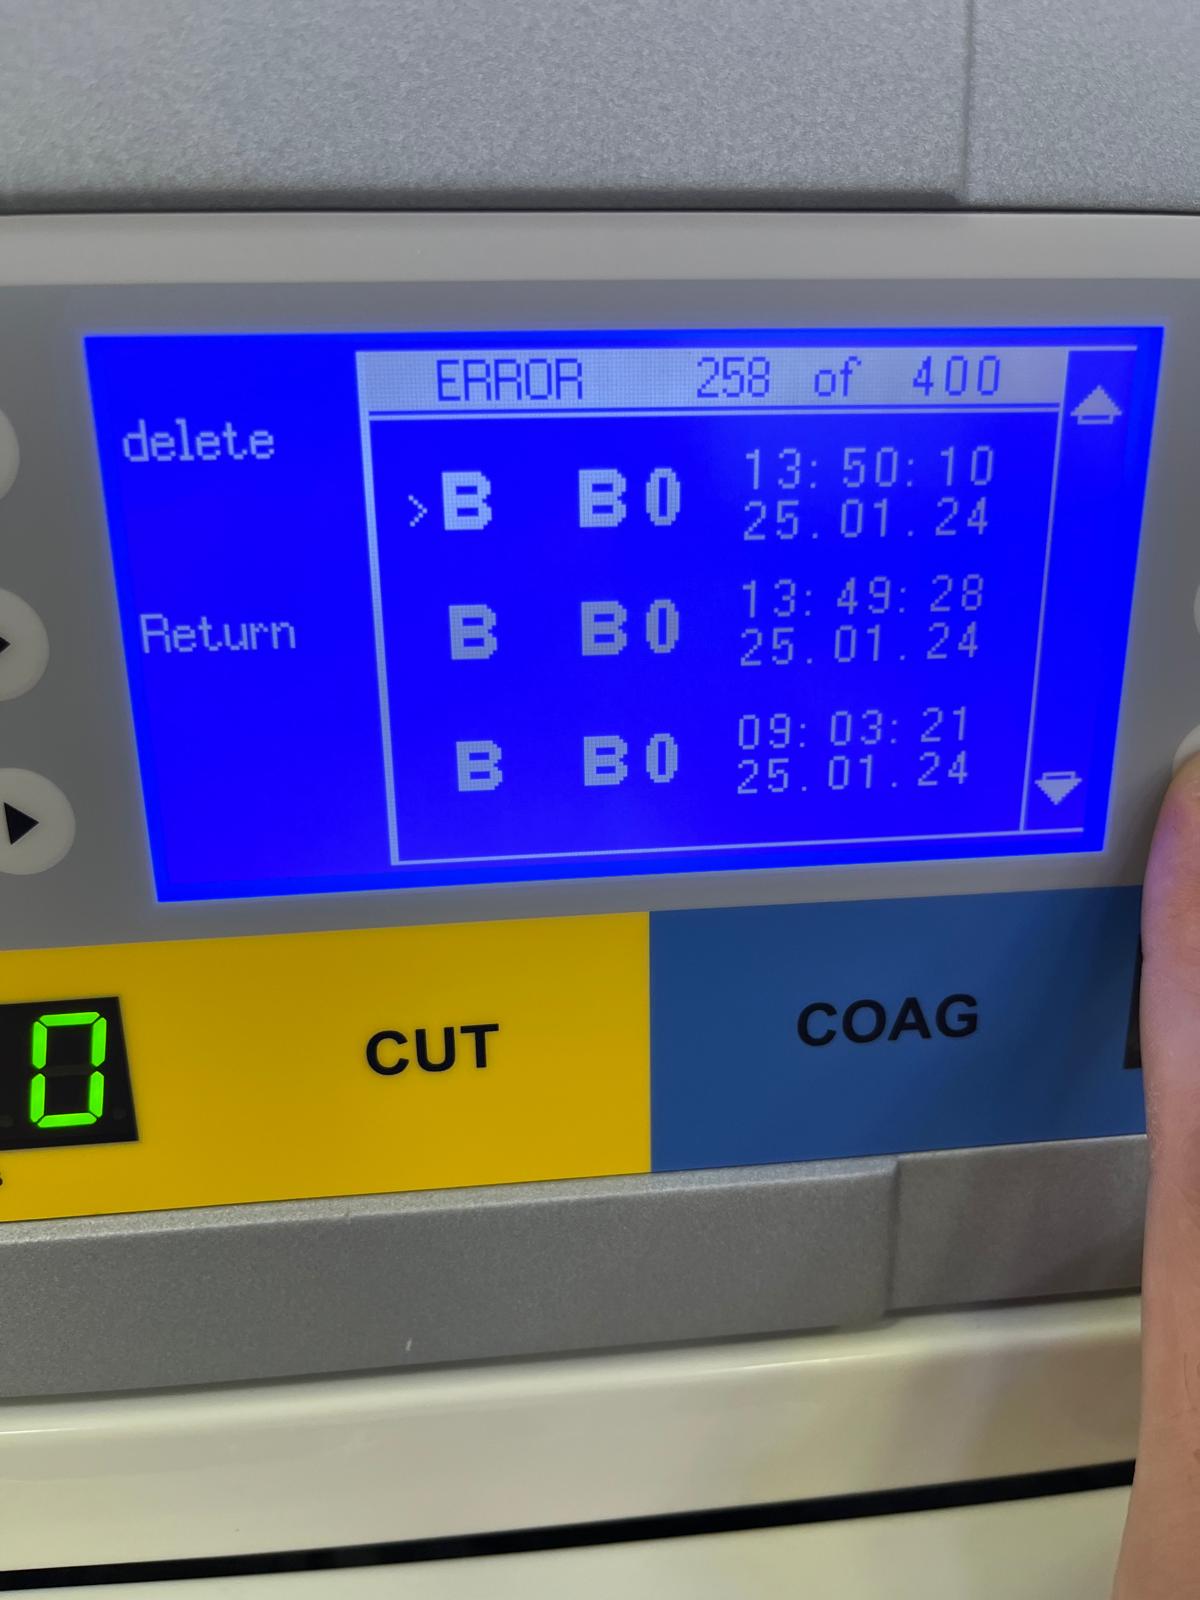 ERROR 258 of 400
delete
>B B0 13:50:10
25.01.24
Return
B B0 13:49:28
25.01.24
B B0 09:03:21
25.01.24
0
CUT
COAG